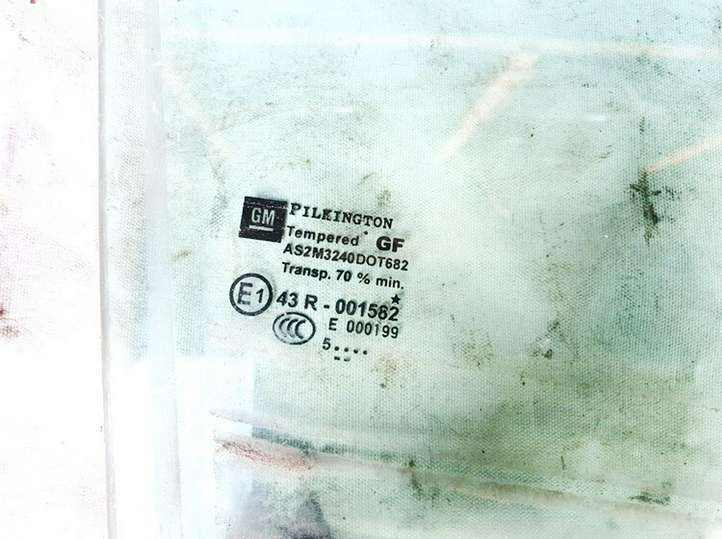 GM
PILKINGTON
Tempered GF
AS2M3240DOT682
Transp. 70 % min.
E1 43 R - 001582
CCC E 000199
5